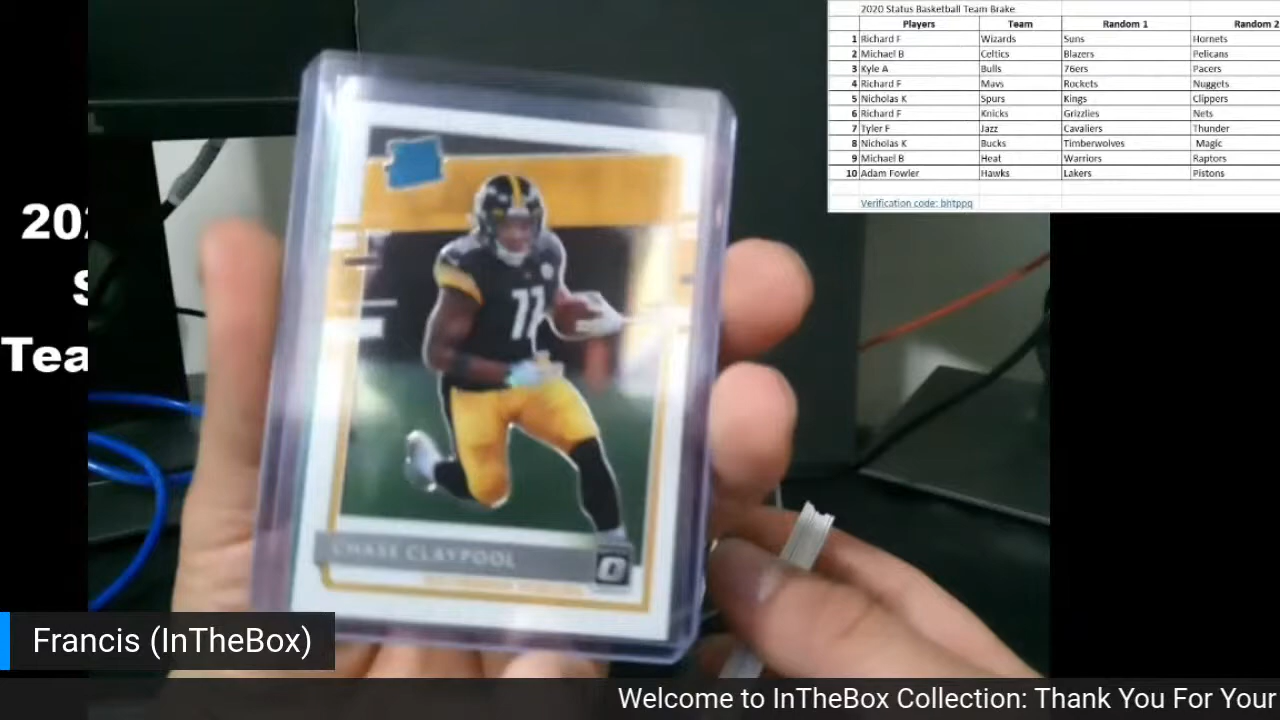 2020 Status Basketball Team Brake
Players Team Random 1 Random 2
1 Richard F Wizards Suns Hornets
2 Michael B Celtics Blazers Pelicans
3 Kyle A Bulls 76ers Pacers
4 Richard F Mavs Rockets Nuggets
5 Nicholas K Spurs Kings Clippers
6 Richard F Knicks Grizzlies Nets
7 Tyler F Jazz Cavaliers Thunder
8 Nicholas K Bucks Timberwolves Magic
9 Michael B Heat Warriors Raptors
10 Adam Fowler Hawks Lakers Pistons
Verification code: bhtppq
202
S
Tea
11
CHASE CLAYPOOL
Francis (InTheBox)
Welcome to InTheBox Collection: Thank You For Your